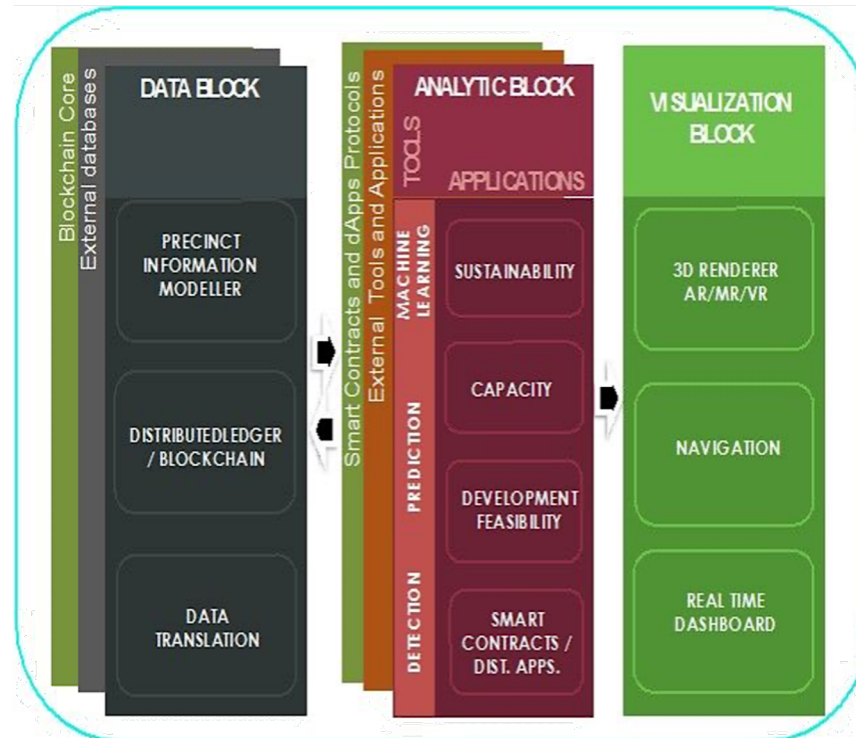 Blockchain Core
External databases
DATA BLOCK
PRECINCT
INFORMATION
MODELLER
DISTRIBUTEDLEDGER
/ BLOCKCHAIN
DATA
TRANSLATION
Smart Contracts and dApps Protocols
External Tools and Applications
ANALYTIC BLOCK
TOOLS
APPLICATIONS
MACHINE
LEARNING
PREDICTION
DETECTION
SUSTAINABILITY
CAPACITY
DEVELOPMENT
FEASIBILITY
SMART
CONTRACTS /
DIST. APPS.
VISUALIZATION
BLOCK
3D RENDERER
AR/MR/VR
NAVIGATION
REAL TIME
DASHBOARD